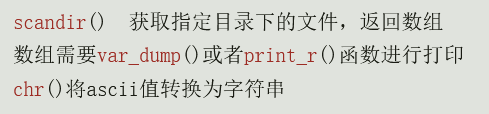 scandir()  获取指定目录下的文件，返回数组
数组需要var_dump()或者print_r()函数进行打印
chr()将ascii值转换为字符串